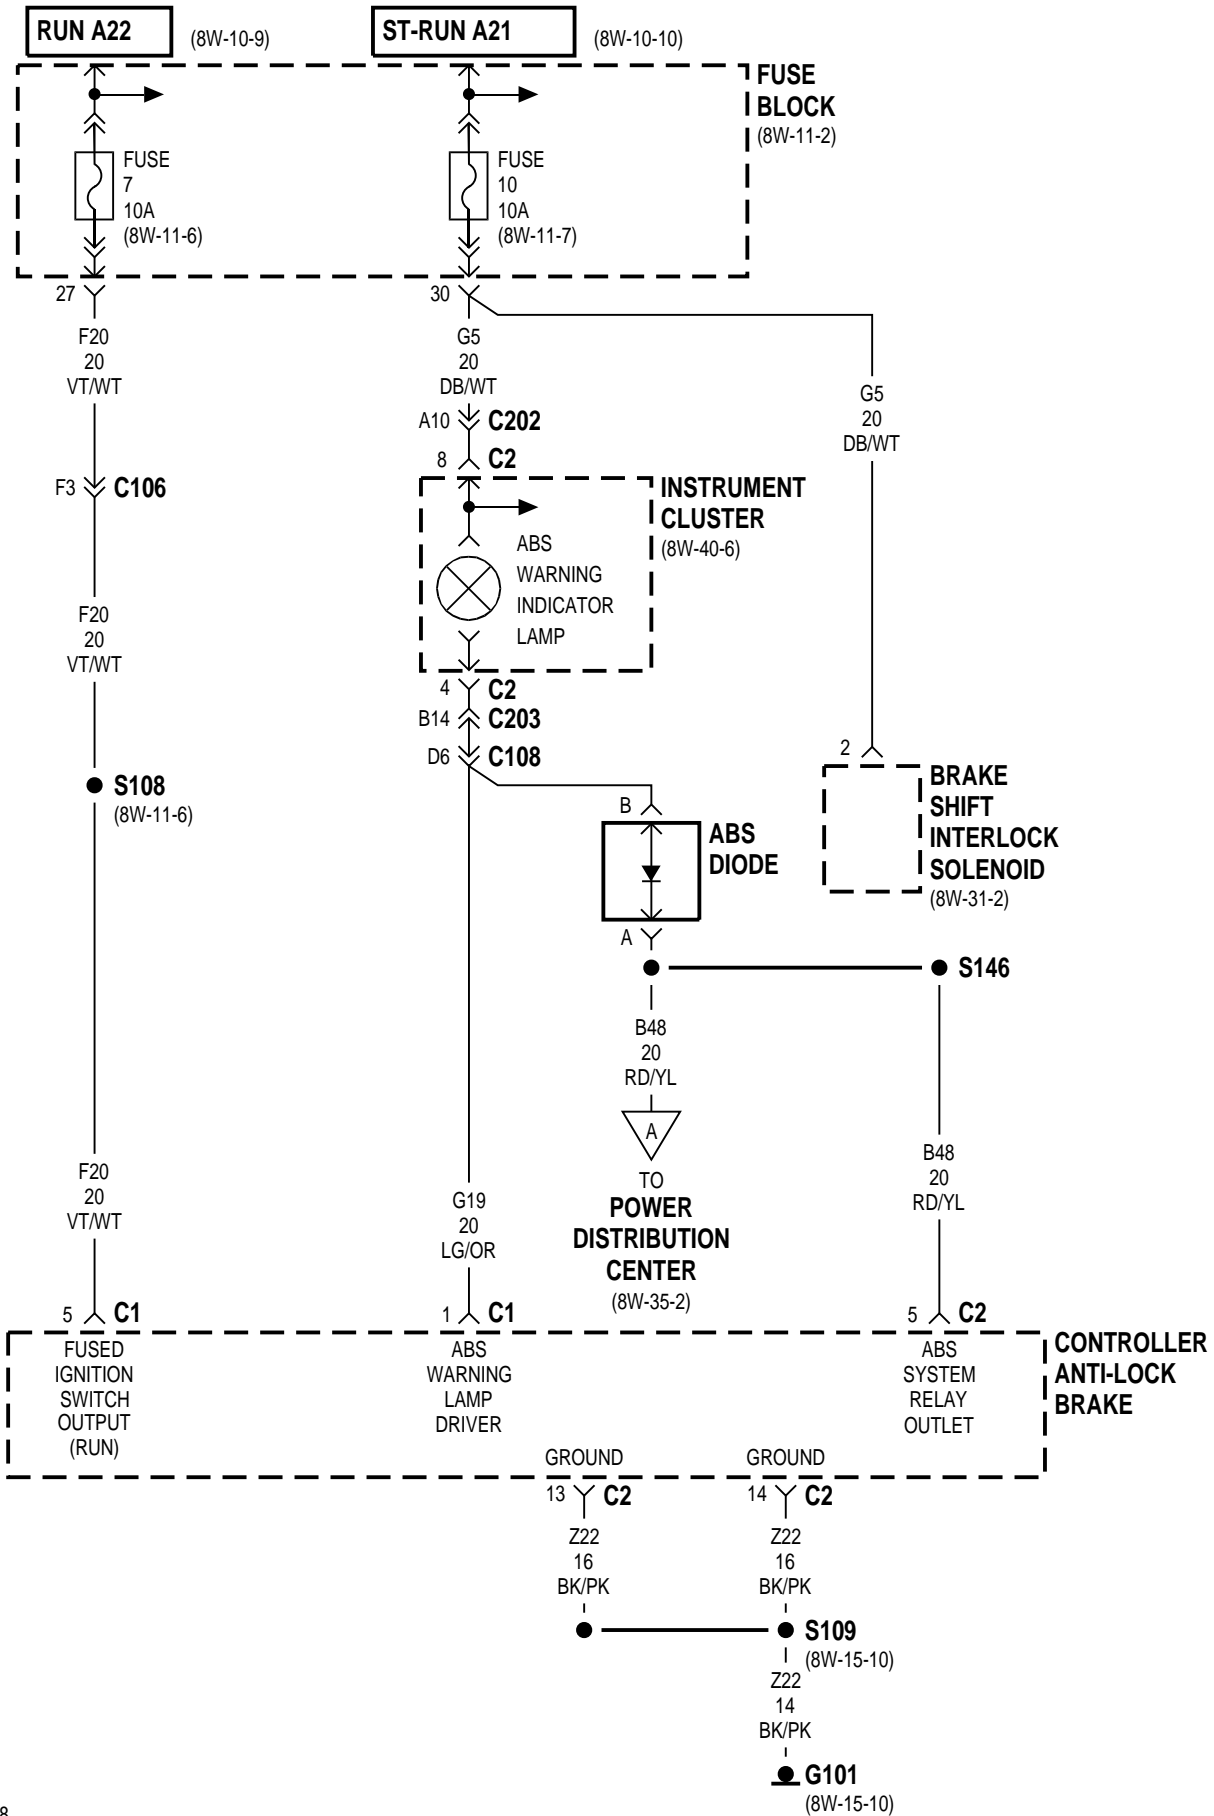 RUN A22
(8W-10-9)
ST-RUN A21
(8W-10-10)
FUSE
BLOCK
(8W-11-2)
FUSE
7
10A
(8W-11-6)
FUSE
10
10A
(8W-11-7)
27
30
F20
20
VT/WT
G5
20
DB/WT
G5
20
DB/WT
A10
C202
8
C2
F3
C106
INSTRUMENT
CLUSTER
(8W-40-6)
ABS
WARNING
INDICATOR
LAMP
F20
20
VT/WT
4
C2
B14
C203
D6
C108
2
S108
(8W-11-6)
B
ABS
DIODE
BRAKE
SHIFT
INTERLOCK
SOLENOID
(8W-31-2)
A
S146
B48
20
RD/YL
A
TO
POWER
DISTRIBUTION
CENTER
(8W-35-2)
B48
20
RD/YL
F20
20
VT/WT
G19
20
LG/OR
5
C1
1
C1
5
C2
CONTROLLER
ANTI-LOCK
BRAKE
FUSED
IGNITION
SWITCH
OUTPUT
(RUN)
ABS
WARNING
LAMP
DRIVER
ABS
SYSTEM
RELAY
OUTLET
GROUND
GROUND
13
C2
14
C2
Z22
16
BK/PK
Z22
16
BK/PK
S109
(8W-15-10)
Z22
14
BK/PK
G101
(8W-15-10)